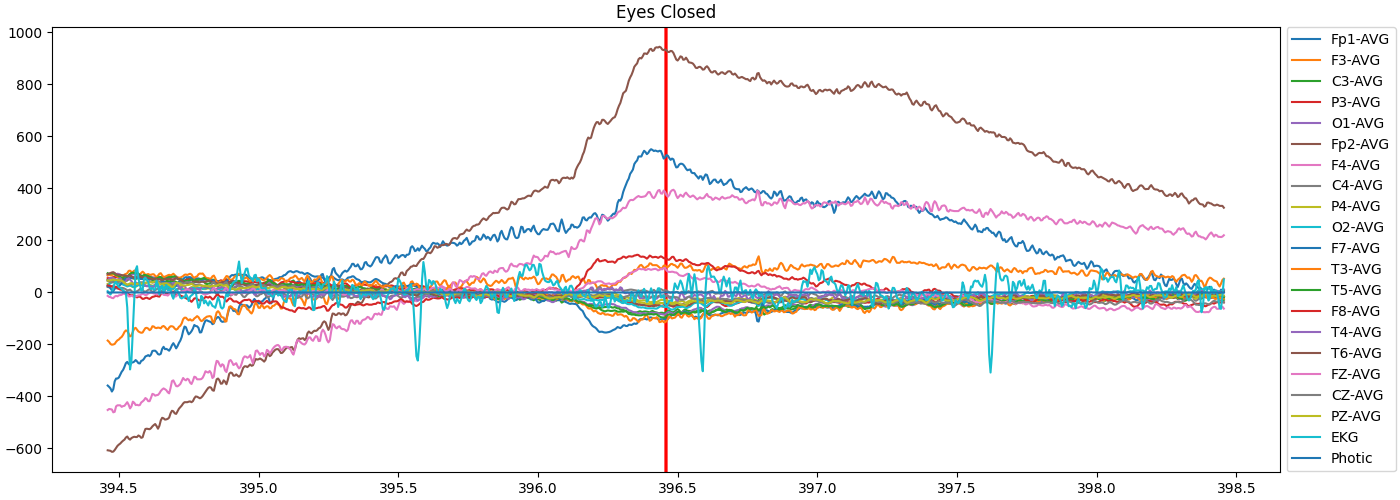 Eyes Closed
1000
800
600
400
200
0
−200
−400
−600
394.5 395.0 395.5 396.0 396.5 397.0 397.5 398.0 398.5
Fp1-AVG
F3-AVG
C3-AVG
P3-AVG
O1-AVG
Fp2-AVG
F4-AVG
C4-AVG
P4-AVG
O2-AVG
F7-AVG
T3-AVG
T5-AVG
F8-AVG
T4-AVG
T6-AVG
FZ-AVG
CZ-AVG
PZ-AVG
EKG
Photic